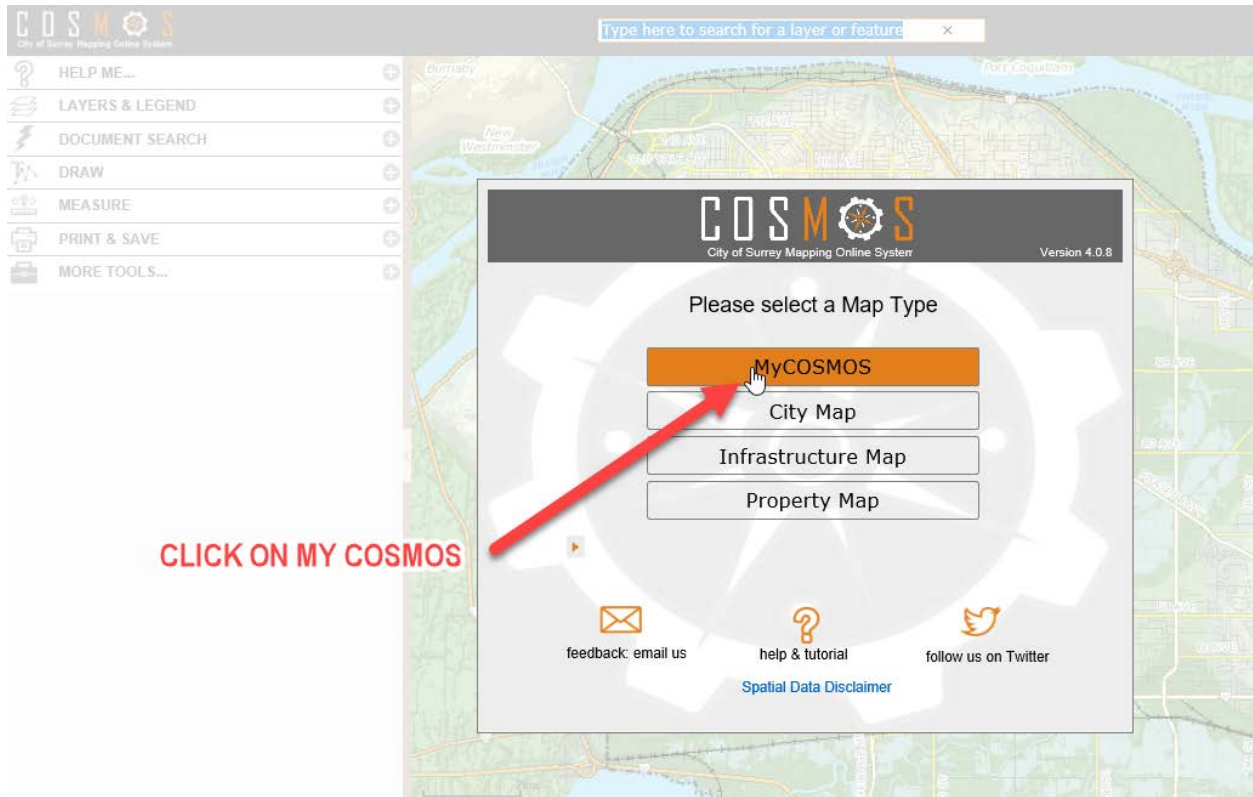 COSMOS
City of Surrey Mapping Online System
Type here to search for a layer or feature
HELP ME...
LAYERS & LEGEND
DOCUMENT SEARCH
DRAW
MEASURE
PRINT & SAVE
MORE TOOLS...
Burnaby
Port Coquitlam
New
Westminster
COSMOS
City of Surrey Mapping Online System
Version 4.0.8
Please select a Map Type
MyCOSMOS
City Map
Infrastructure Map
Property Map
CLICK ON MY COSMOS
feedback: email us
help & tutorial
follow us on Twitter
Spatial Data Disclaimer